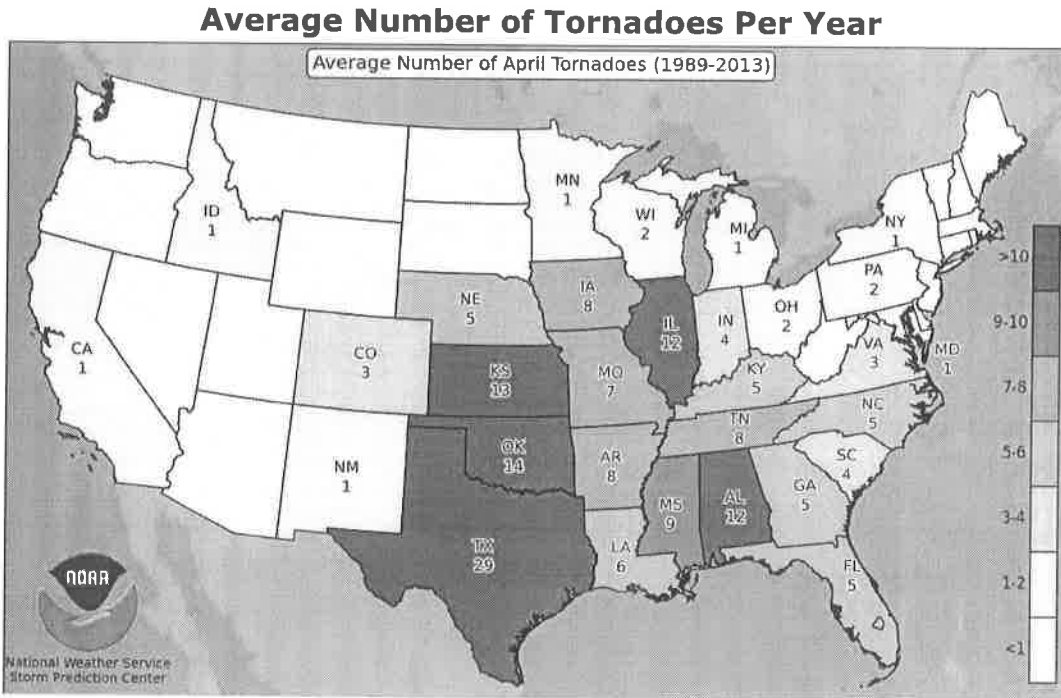 Average Number of Tornadoes Per Year
Average Number of April Tornadoes (1989-2013)
MN
1
ID
1
WI
2
MI
1
NY
1
>10
PA
2
NE
5
IA
8
OH
2
IL
12
IN
4
9-10
CA
1
CO
3
VA
3
MD
1
KS
13
MO
7
KY
5
7-8
NC
5
TN
8
OK
14
AR
8
SC
4
5-6
NM
1
GA
5
MS
9
AL
12
3-4
TX
29
LA
6
FL
5
1-2
NOAA
<1
National Weather Service
Storm Prediction Center